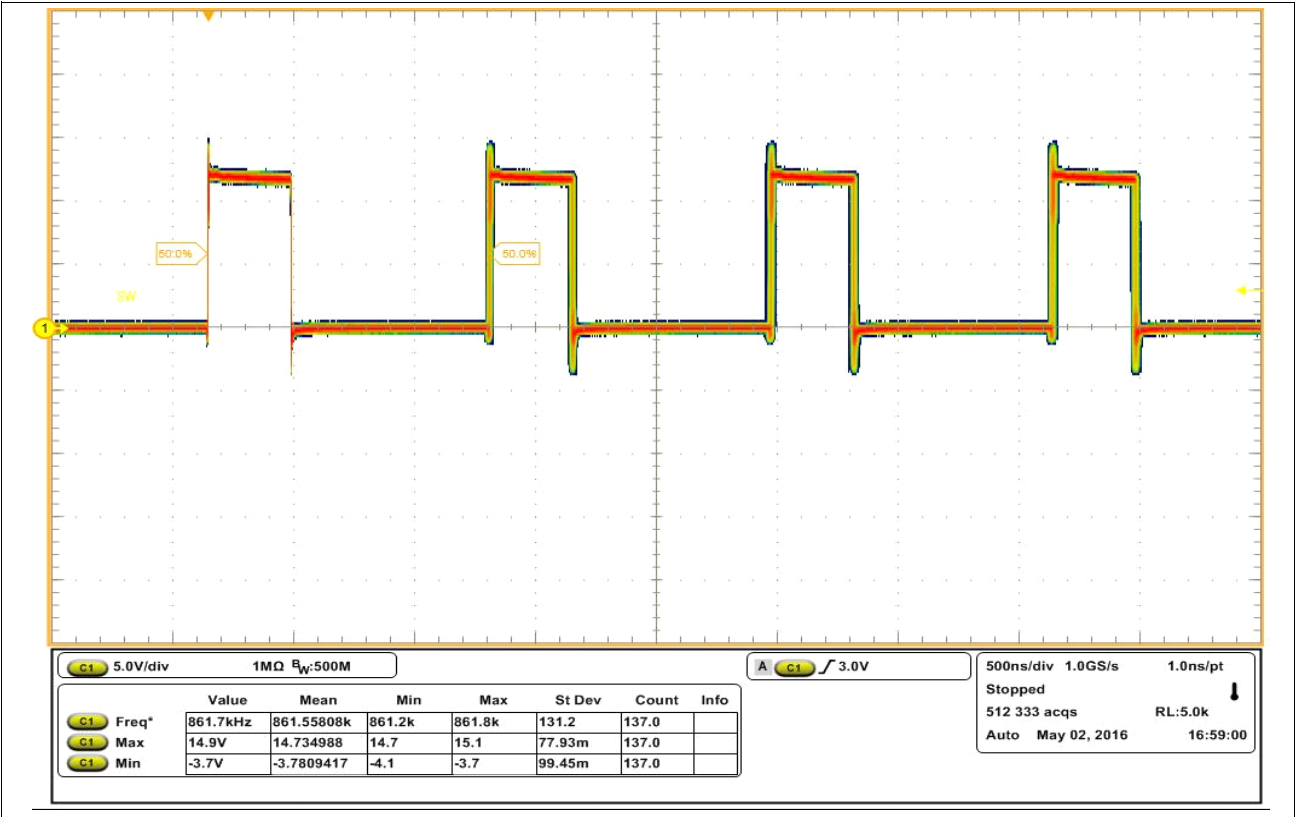 50.0% 50.0%
SW
1
C1 5.0V/div 1MΩ BW:500M
A C1 3.0V
500ns/div 1.0GS/s 1.0ns/pt
Stopped
512 333 acqs RL:5.0k
Auto May 02, 2016 16:59:00
Value Mean Min Max St Dev Count Info
C1 Freq* 861.7kHz 861.55808k 861.2k 861.8k 131.2 137.0
C1 Max 14.9V 14.734988 14.7 15.1 77.93m 137.0
C1 Min -3.7V -3.7809417 -4.1 -3.7 99.45m 137.0